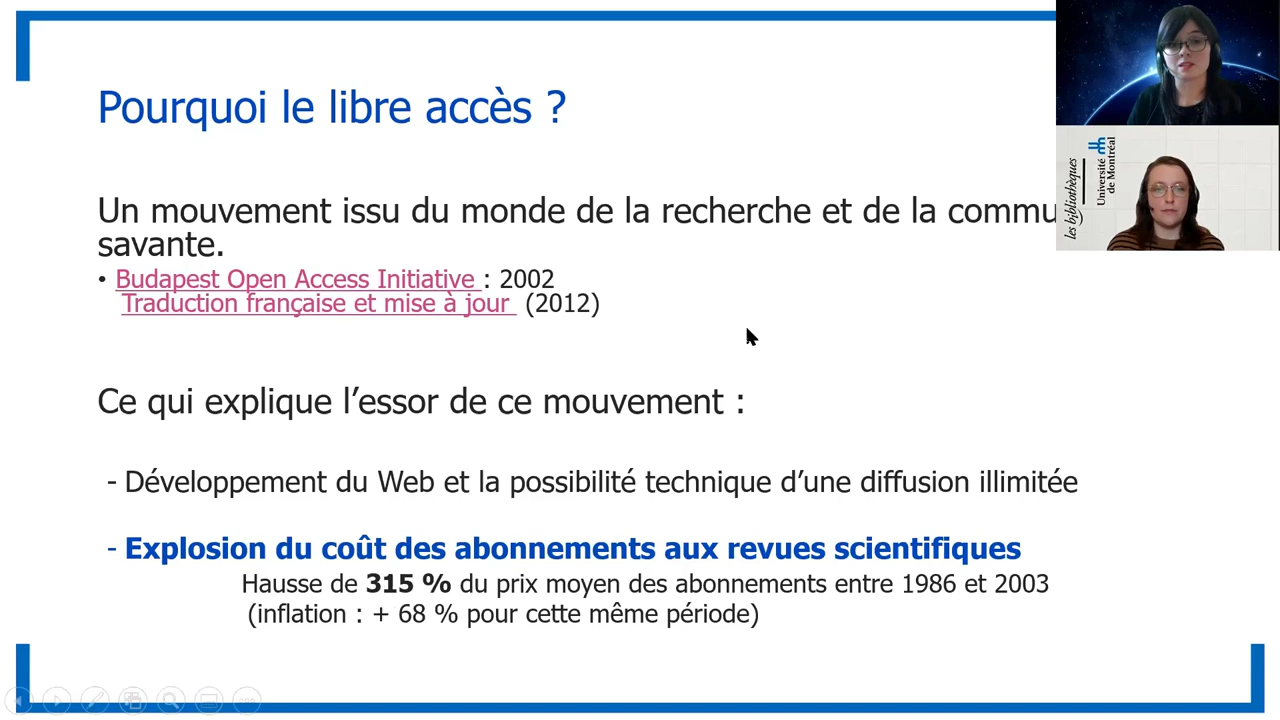 Pourquoi le libre accès ?
Un mouvement issu du monde de la recherche et de la commu
savante.
• Budapest Open Access Initiative : 2002
Traduction française et mise à jour (2012)
Ce qui explique l’essor de ce mouvement :
- Développement du Web et la possibilité technique d’une diffusion illimitée
- Explosion du coût des abonnements aux revues scientifiques
Hausse de 315 % du prix moyen des abonnements entre 1986 et 2003
(inflation : + 68 % pour cette même période)
les bibliothèques
Université
de Montréal